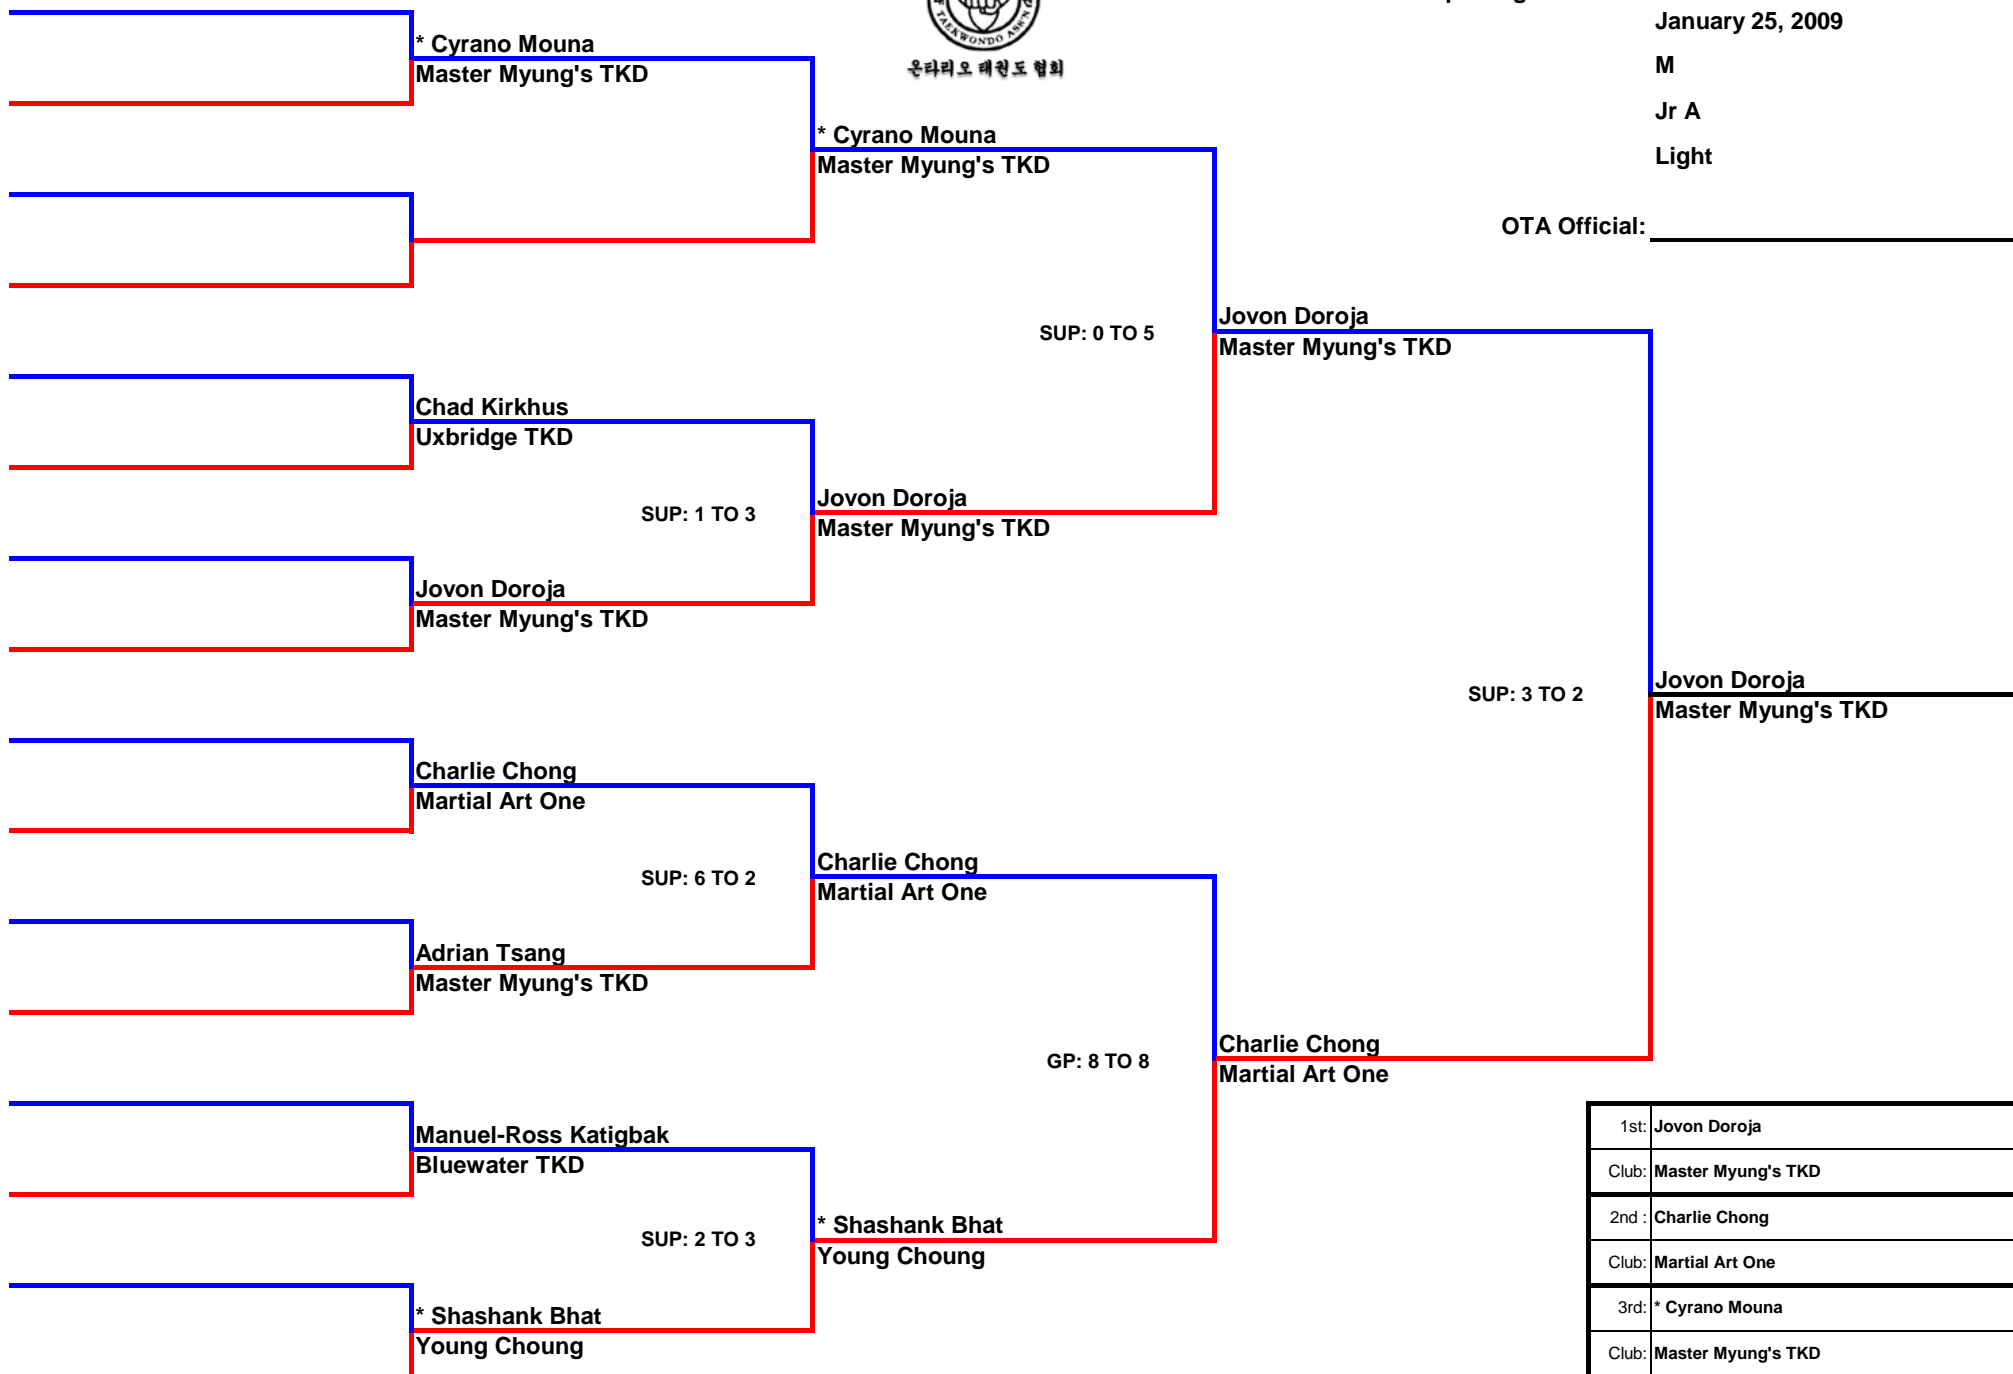 TAEKWONDO ASS'N
온타리오 태권도 협회
January 25, 2009
M
Jr A
Light
OTA Official:
* Cyrano Mouna
Master Myung's TKD
* Cyrano Mouna
Master Myung's TKD
SUP: 0 TO 5
Jovon Doroja
Master Myung's TKD
Chad Kirkhus
Uxbridge TKD
SUP: 1 TO 3
Jovon Doroja
Master Myung's TKD
Jovon Doroja
Master Myung's TKD
SUP: 3 TO 2
Jovon Doroja
Master Myung's TKD
Charlie Chong
Martial Art One
SUP: 6 TO 2
Charlie Chong
Martial Art One
Adrian Tsang
Master Myung's TKD
GP: 8 TO 8
Charlie Chong
Martial Art One
Manuel-Ross Katigbak
Bluewater TKD
SUP: 2 TO 3
* Shashank Bhat
Young Choung
* Shashank Bhat
Young Choung
1st: Jovon Doroja
Club: Master Myung's TKD
2nd : Charlie Chong
Club: Martial Art One
3rd: * Cyrano Mouna
Club: Master Myung's TKD